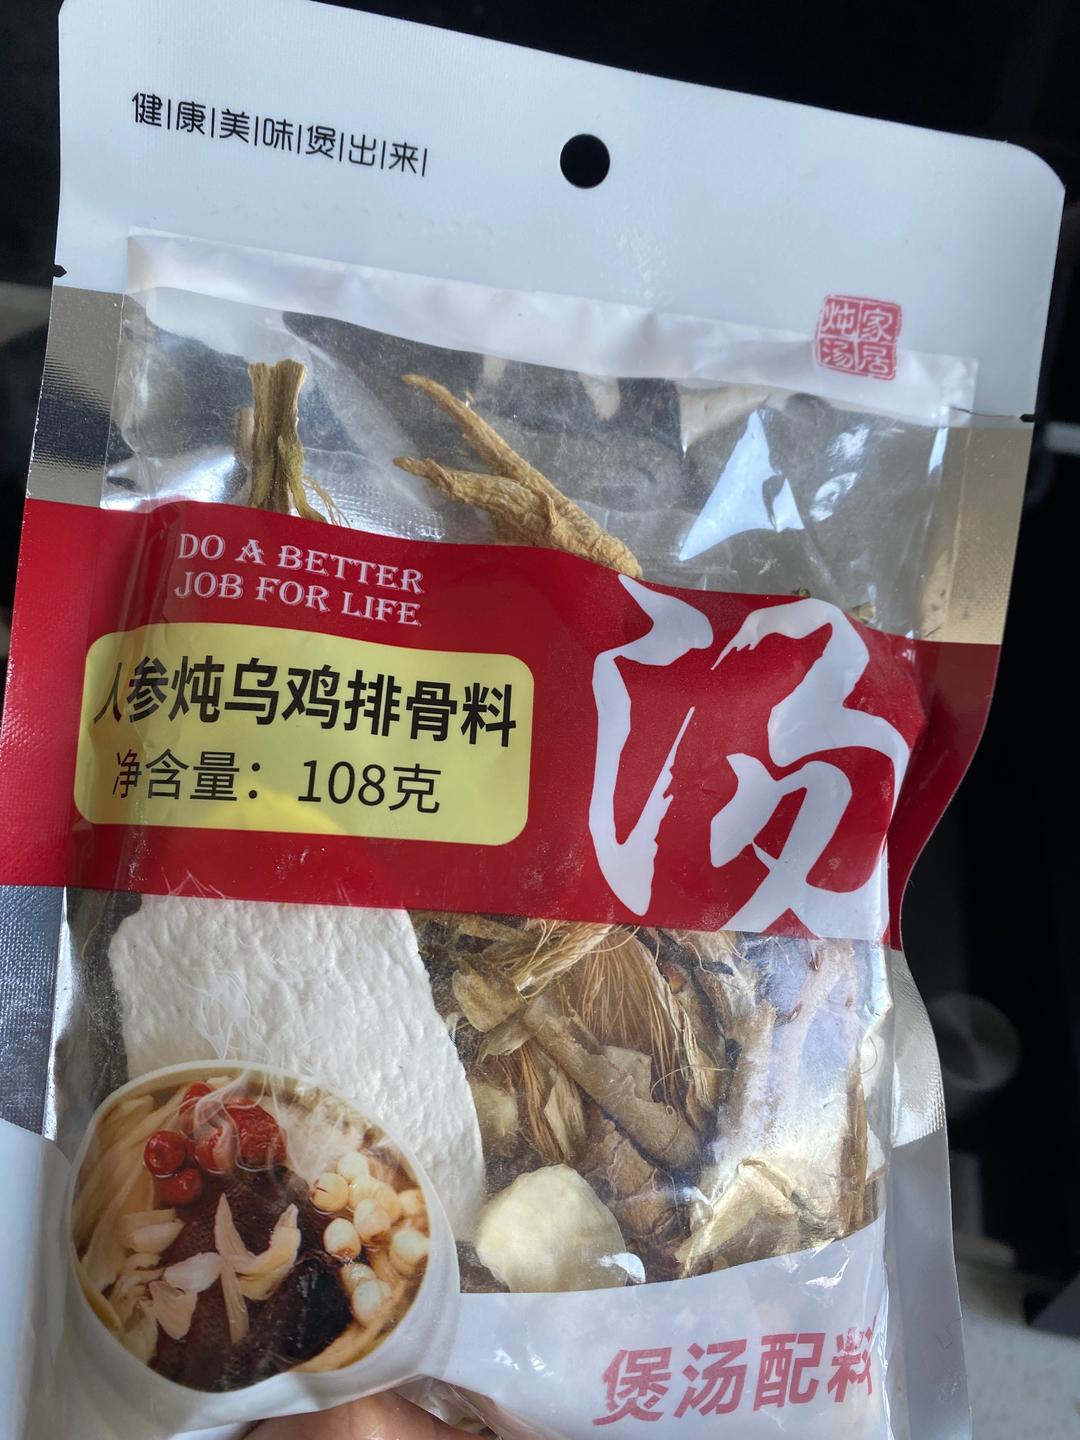 健|康|美|味|煲|出|来|
家居
炖汤
DO A BETTER
JOB FOR LIFE
汤
人参炖乌鸡排骨料
净含量：108克
煲汤配料